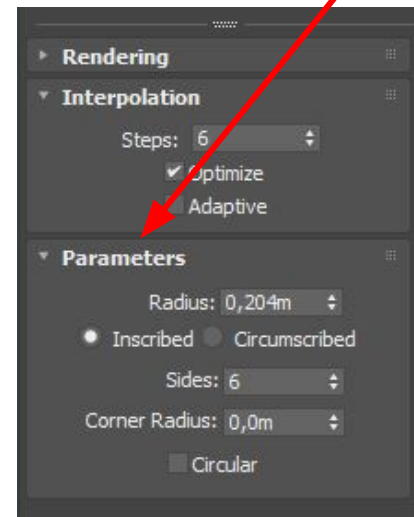 Rendering
Interpolation
Steps: 6
Optimize
Adaptive
Parameters
Radius: 0,204m
Inscribed Circumscribed
Sides: 6
Corner Radius: 0,0m
Circular